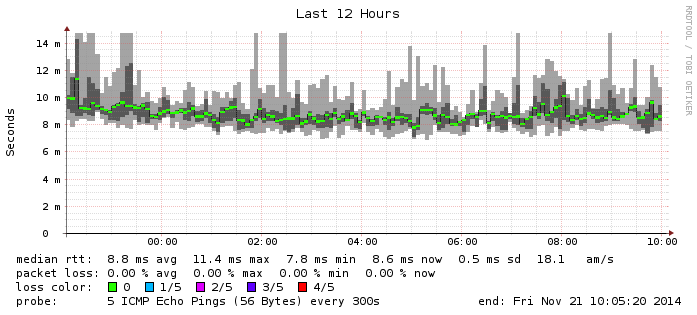 Last 12 Hours
RRDTOOL / TOBI OETIKER
Seconds
14 m
12 m
10 m
8 m
6 m
4 m
2 m
0
00:00 02:00 04:00 06:00 08:00 10:00
median rtt: 8.8 ms avg 11.4 ms max 7.8 ms min 8.6 ms now 0.5 ms sd 18.1 am/s
packet loss: 0.00 % avg 0.00 % max 0.00 % min 0.00 % now
loss color: 0 1/5 2/5 3/5 4/5
probe: 5 ICMP Echo Pings (56 Bytes) every 300s end: Fri Nov 21 10:05:20 2014